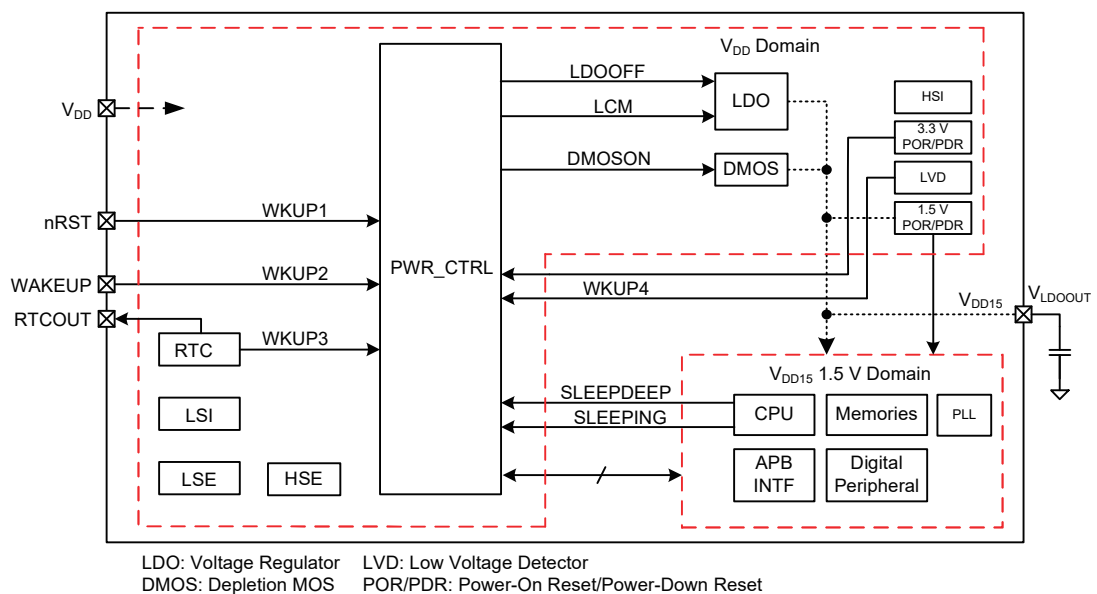 VDD Domain
LDOOFF
LCM
LDO
HSI
VDD
3.3 V
POR/PDR
DMOSON
DMOS
LVD
nRST
WKUP1
1.5 V
POR/PDR
PWR_CTRL
WAKEUP
WKUP2
WKUP4
VDD15
VLDOOUT
RTCOUT
RTC
WKUP3
VDD15 1.5 V Domain
SLEEPDEEP
SLEEPING
CPU
Memories
PLL
LSI
APB
INTF
Digital
Peripheral
LSE
HSE
LDO: Voltage Regulator LVD: Low Voltage Detector
DMOS: Depletion MOS POR/PDR: Power-On Reset/Power-Down Reset